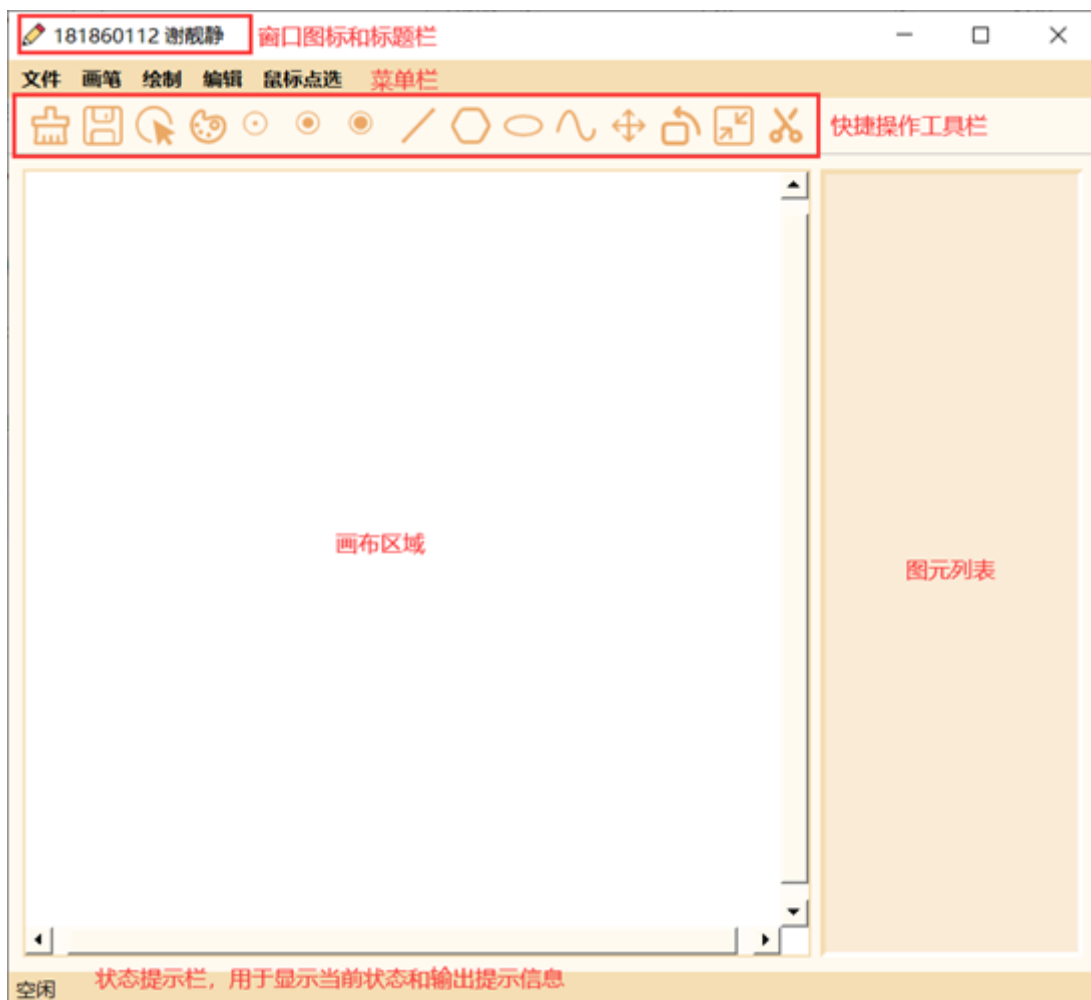 181860112 谢靓静 窗口图标和标题栏
文件 画笔 绘制 编辑 鼠标点选 菜单栏
快捷操作工具栏
画布区域
图元列表
空闲 状态提示栏，用于显示当前状态和输出提示信息